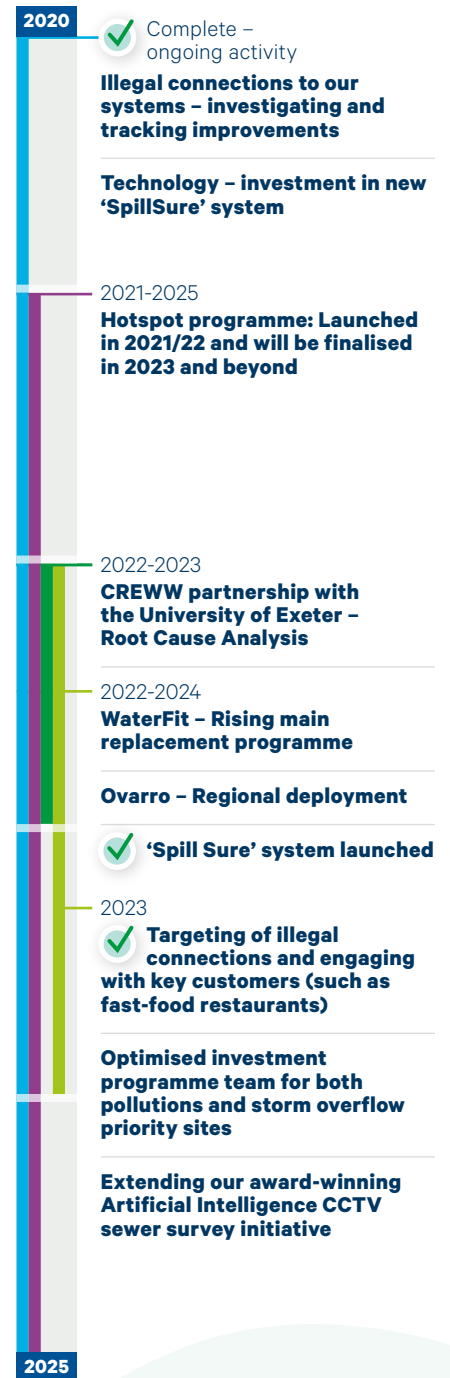 2020
Complete –
ongoing activity
Illegal connections to our
systems – investigating and
tracking improvements
Technology – investment in new
‘SpillSure’ system
2021-2025
Hotspot programme: Launched
in 2021/22 and will be finalised
in 2023 and beyond
2022-2023
CREWW partnership with
the University of Exeter –
Root Cause Analysis
2022-2024
WaterFit – Rising main
replacement programme
Ovarro – Regional deployment
‘Spill Sure’ system launched
2023
Targeting of illegal
connections and engaging
with key customers (such as
fast-food restaurants)
Optimised investment
programme team for both
pollutions and storm overflow
priority sites
Extending our award-winning
Artificial Intelligence CCTV
sewer survey initiative
2025